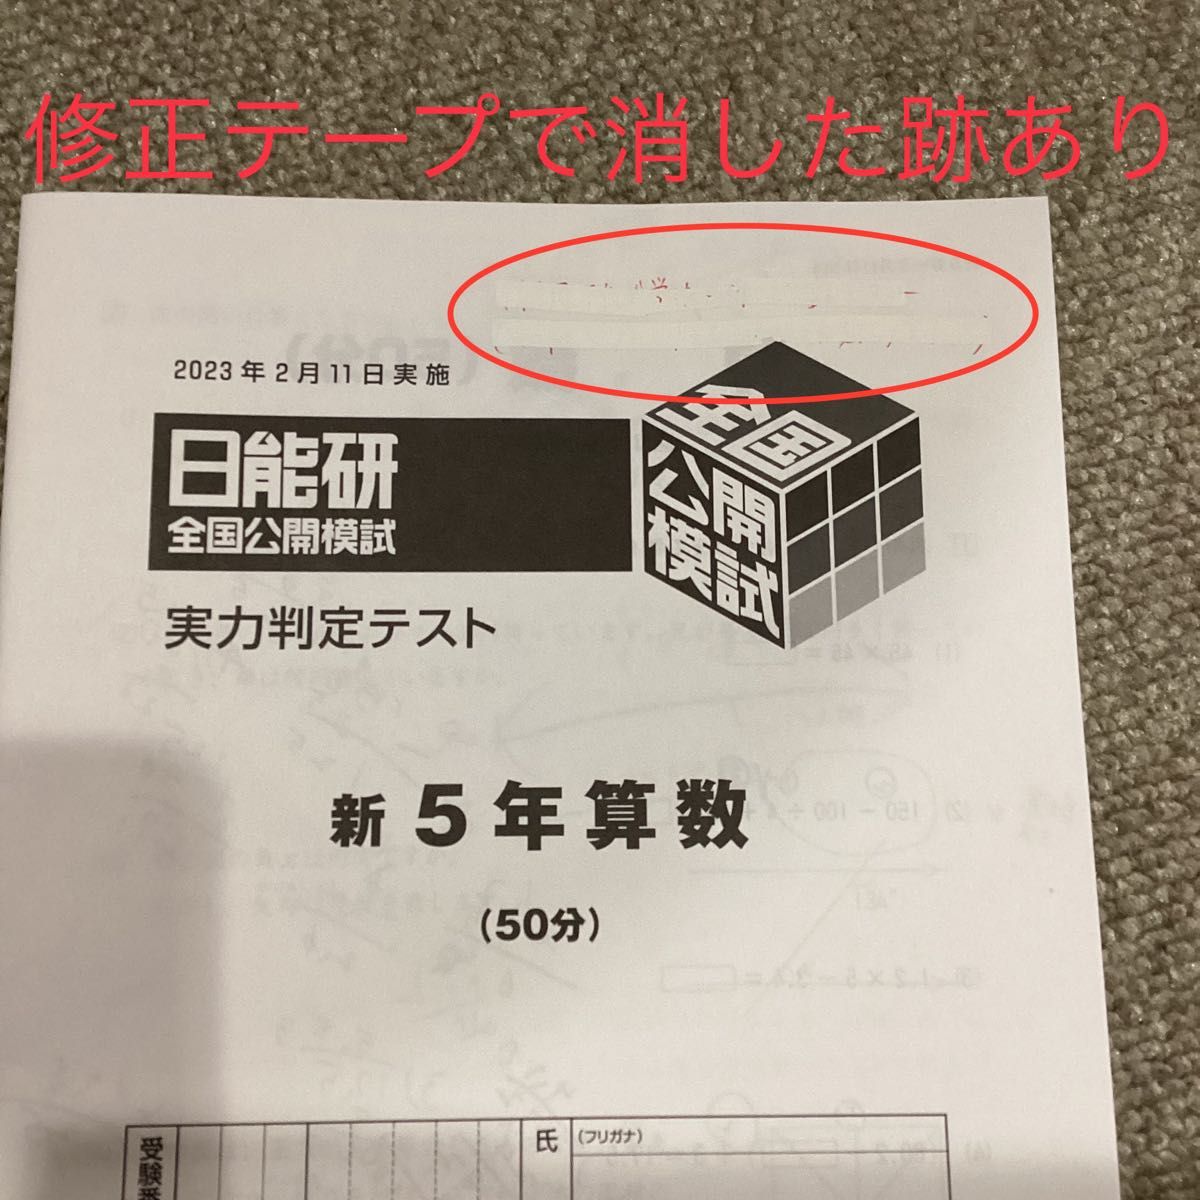 修正テープで消した跡あり
2023年2月11日実施
日能研
全国公開模試
全国
公開
模試
実力判定テスト
新5年算数
(50分)
受験番
氏
(フリガナ)